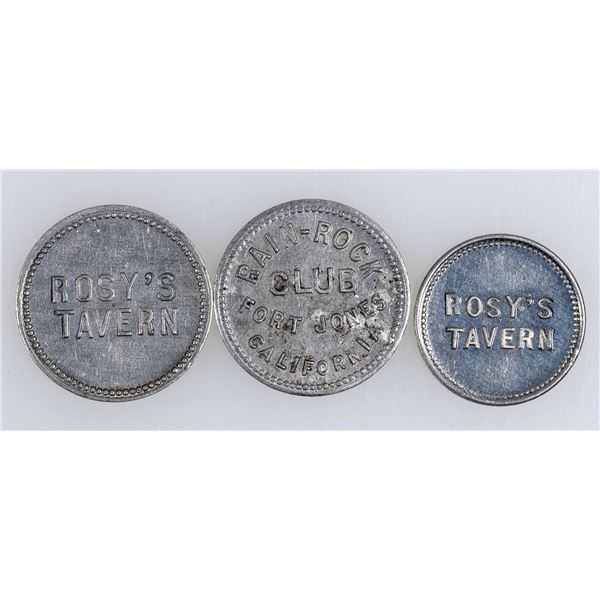 ROSY'S
TAVERN
RAIN-ROCK
CLUB
FORT JONES
CALIFORNIA
ROSY'S
TAVERN